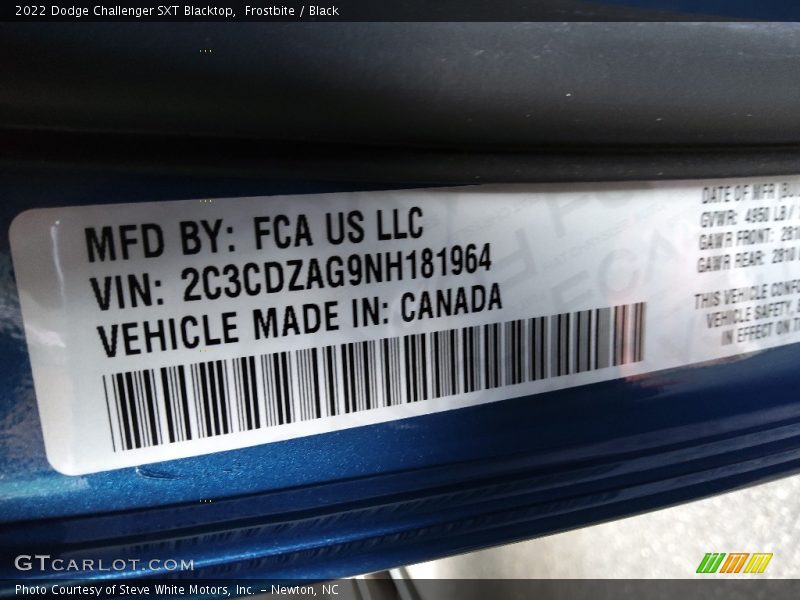 2022 Dodge Challenger SXT Blacktop, Frostbite / Black
MFD BY: FCA US LLC
VIN: 2C3CDZAG9NH181964
VEHICLE MADE IN: CANADA
DATE OF MFR
GVWR: 4950 LB /
GAWR FRONT:
GAWR REAR: 2810
THIS VEHICLE
VEHICLE SAFETY,
IN EFFECT ON
FCA
GTCARLOT.COM
Photo Courtesy of Steve White Motors, Inc. - Newton, NC